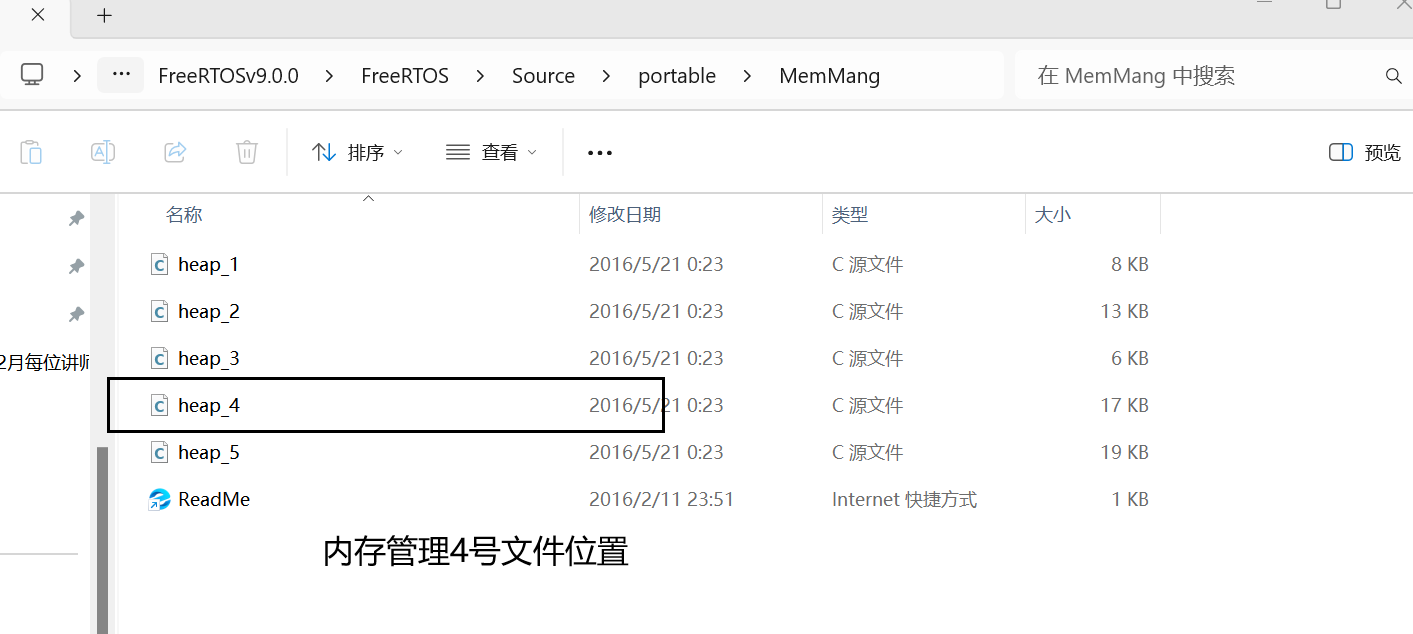 FreeRTOSv9.0.0 > FreeRTOS > Source > portable > MemMang
在 MemMang 中搜索
排序 查看 ••• 预览
名称 修改日期 类型 大小
heap_1 2016/5/21 0:23 C 源文件 8 KB
heap_2 2016/5/21 0:23 C 源文件 13 KB
heap_3 2016/5/21 0:23 C 源文件 6 KB
2月每位讲师
heap_4 2016/5/21 0:23 C 源文件 17 KB
heap_5 2016/5/21 0:23 C 源文件 19 KB
ReadMe 2016/2/11 23:51 Internet 快捷方式 1 KB
内存管理4号文件位置